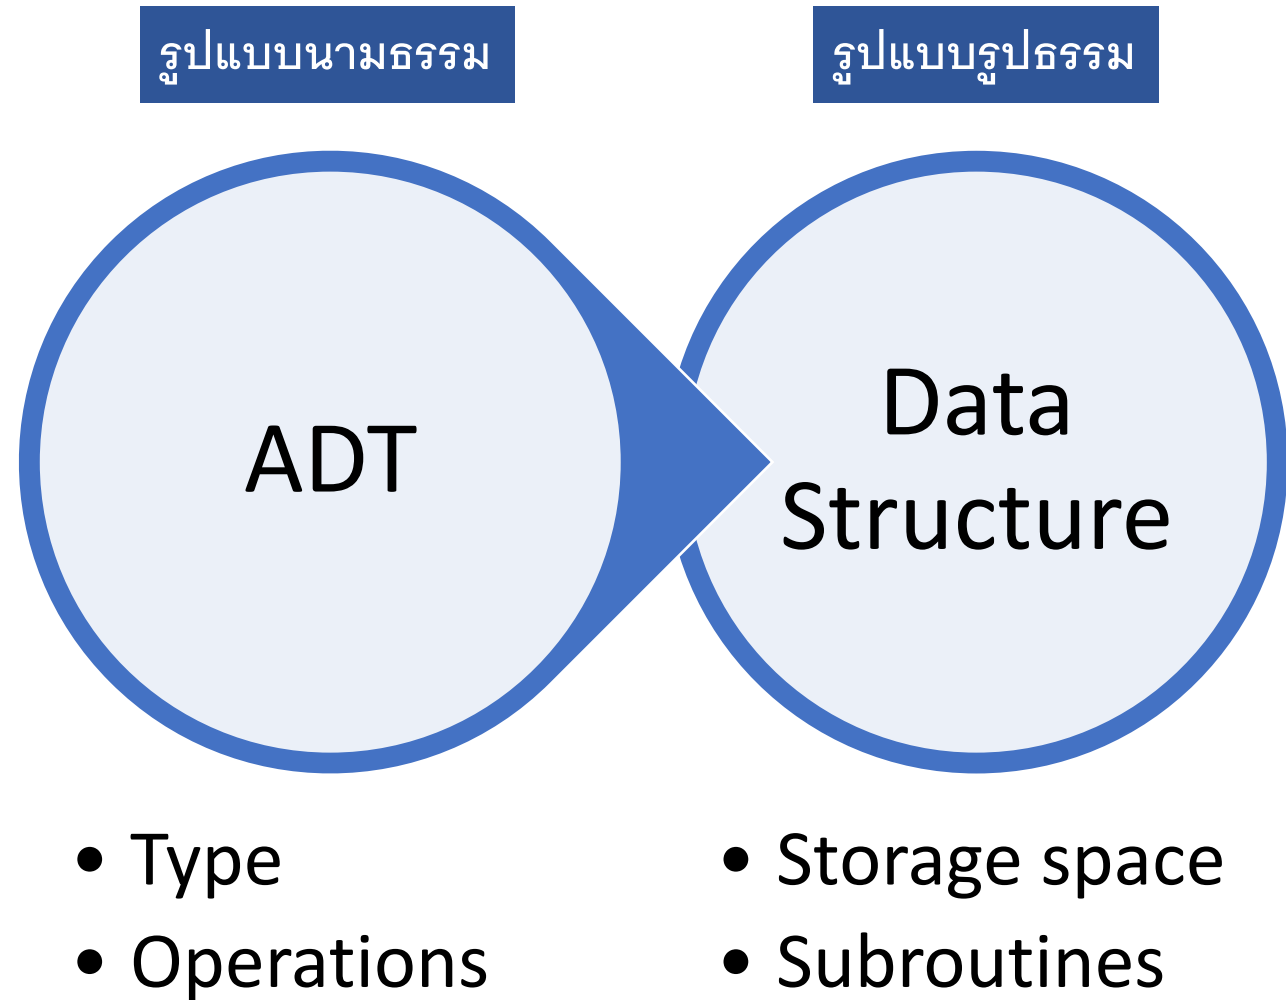 รูปแบบนามธรรม
รูปแบบรูปธรรม
ADT
Data
Structure
• Type
• Operations
• Storage space
• Subroutines